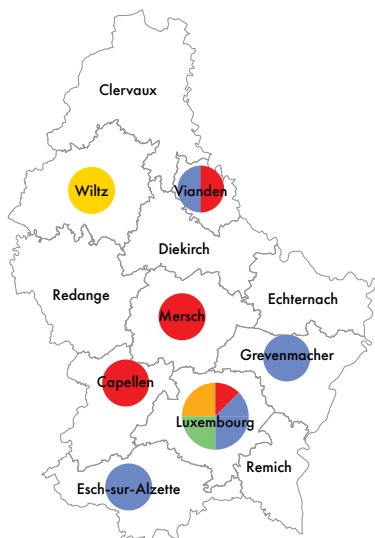 Clervaux
Wiltz
Vianden
Diekirch
Redange
Echternach
Mersch
Grevenmacher
Capellen
Luxembourg
Remich
Esch-sur-Alzette